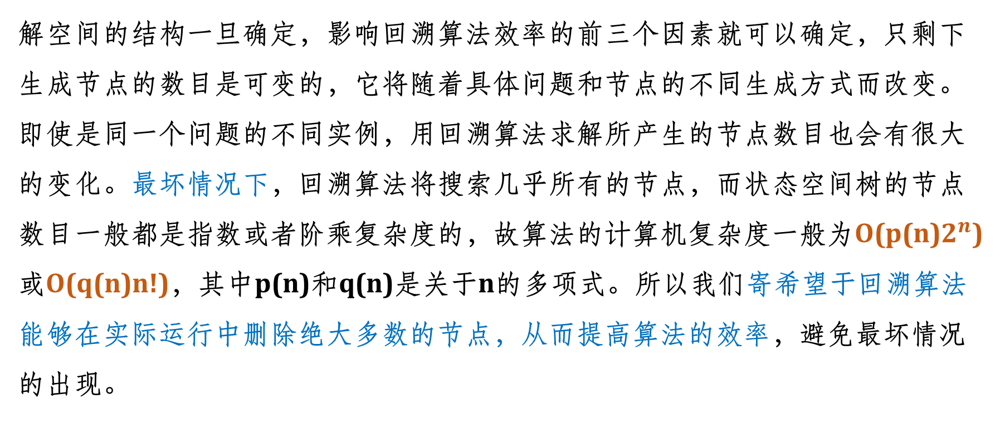 解空间的结构一旦确定，影响回溯算法效率的前三个因素就可以确定，只剩下
生成节点的数目是可变的，它将随着具体问题和节点的不同生成方式而改变。
即使是同一个问题的不同实例，用回溯算法求解所产生的节点数目也会有很大
的变化。最坏情况下，回溯算法将搜索几乎所有的节点，而状态空间树的节点
数目一般都是指数或者阶乘复杂度的，故算法的计算机复杂度一般为O(p(n)2ⁿ)
或O(q(n)n!)，其中p(n)和q(n)是关于n的多项式。所以我们寄希望于回溯算法
能够在实际运行中删除绝大多数的节点，从而提高算法的效率，避免最坏情况
的出现。